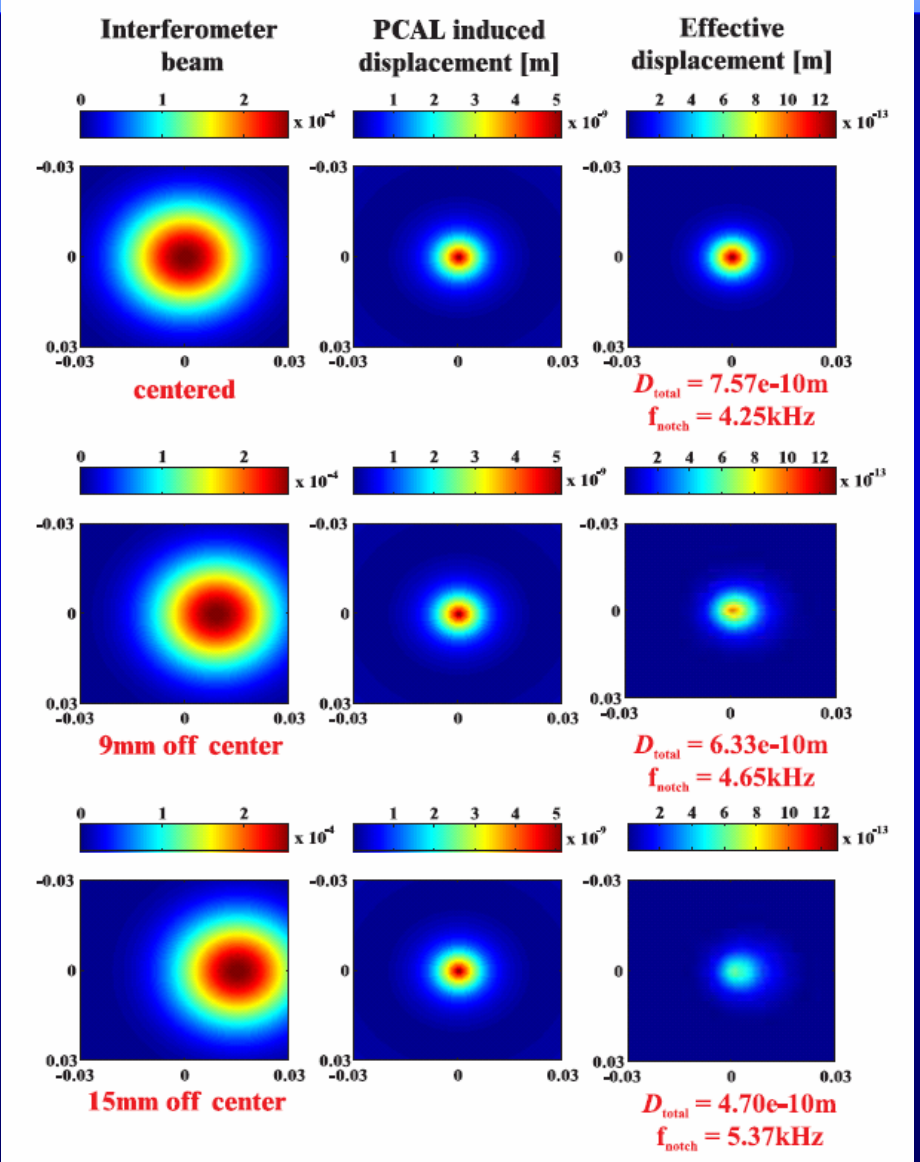 Interferometer PCAL induced Effective
beam displacement [m] displacement [m]
0 1 2 x 10-4 1 2 3 4 5 x 10-9 2 4 6 8 10 12 x 10-13
-0.03 -0.03 -0.03
0 0 0
0.03 0.03 0.03
-0.03 0 0.03 -0.03 0 0.03 -0.03 0 0.03
centered
D total = 7.57e-10m
f notch = 4.25kHz
0 1 2 x 10-4 1 2 3 4 5 x 10-9 2 4 6 8 10 12 x 10-13
-0.03 -0.03 -0.03
0 0 0
0.03 0.03 0.03
-0.03 0 0.03 -0.03 0 0.03 -0.03 0 0.03
9mm off center
D total = 6.33e-10m
f notch = 4.65kHz
0 1 2 x 10-4 1 2 3 4 5 x 10-9 2 4 6 8 10 12 x 10-13
-0.03 -0.03 -0.03
0 0 0
0.03 0.03 0.03
-0.03 0 0.03 -0.03 0 0.03 -0.03 0 0.03
15mm off center
D total = 4.70e-10m
f notch = 5.37kHz